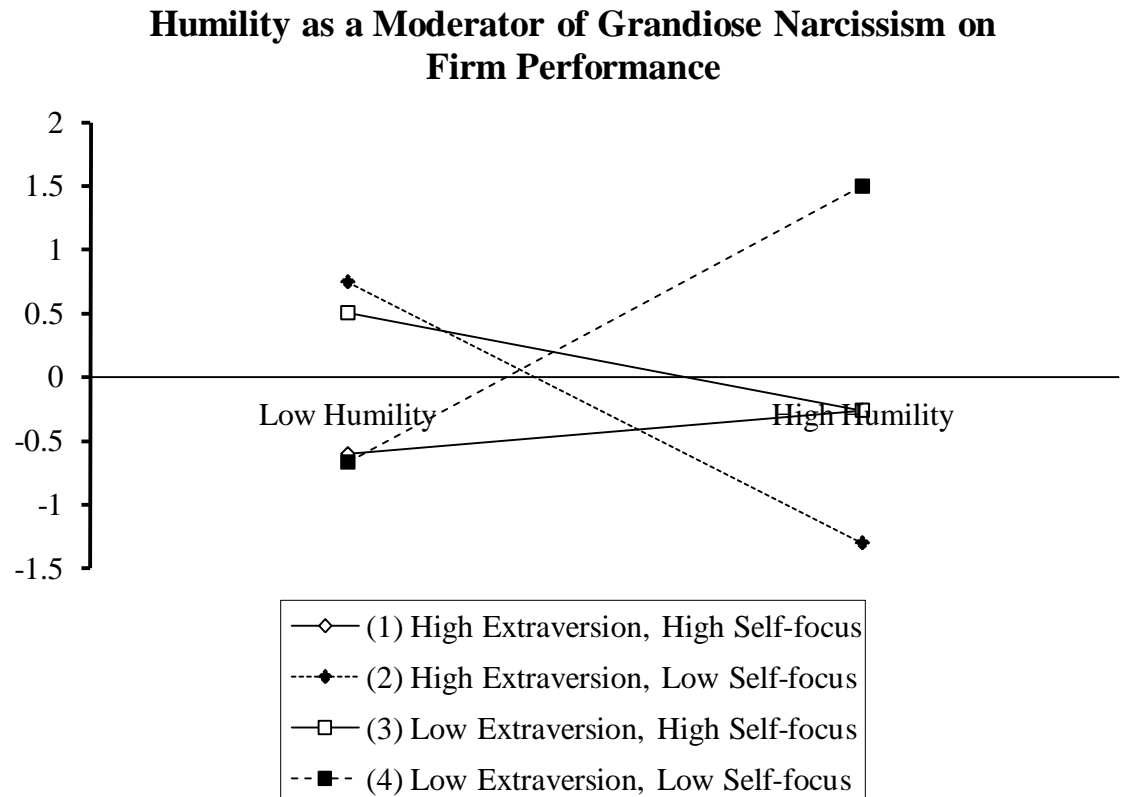 Humility as a Moderator of Grandiose Narcissism on
Firm Performance
2
1.5
1
0.5
0
Low Humility
High Humility
-0.5
-1
-1.5
(1) High Extraversion, High Self-focus
(2) High Extraversion, Low Self-focus
(3) Low Extraversion, High Self-focus
(4) Low Extraversion, Low Self-focus